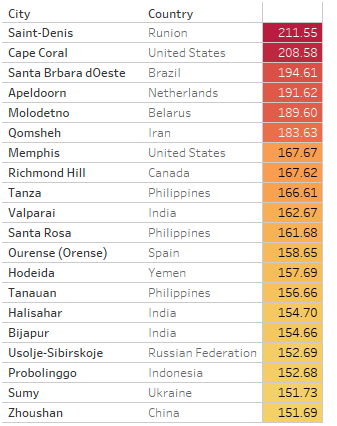 City Country
Saint-Denis Runion 211.55
Cape Coral United States 208.58
Santa Brbara dOeste Brazil 194.61
Apeldoorn Netherlands 191.62
Molodetno Belarus 189.60
Qomsheh Iran 183.63
Memphis United States 167.67
Richmond Hill Canada 167.62
Tanza Philippines 166.61
Valparai India 162.67
Santa Rosa Philippines 161.68
Ourense (Orense) Spain 158.65
Hodeida Yemen 157.69
Tanauan Philippines 156.66
Halisahar India 154.70
Bijapur India 154.66
Usolje-Sibirskoje Russian Federation 152.69
Probolinggo Indonesia 152.68
Sumy Ukraine 151.73
Zhoushan China 151.69